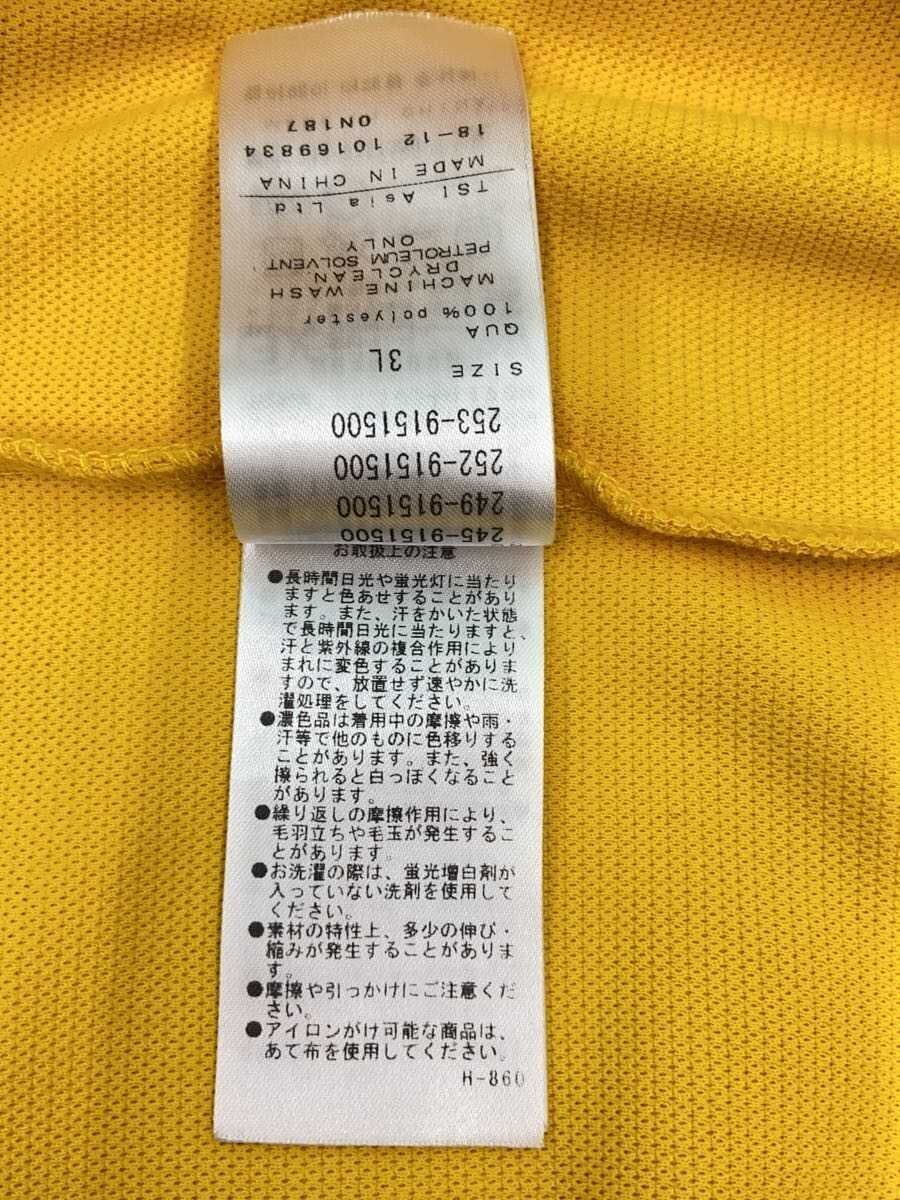 245-9151500
249-9151500
252-9151500
253-9151500
SIZE
3L
QUA
100% polyester
MACHINE WASH
DRYCLEAN,
PETROLEUM SOLVENT
ONLY
TSI Asia Ltd
MADE IN CHINA
18-12 10169834
0N187
お取扱上の注意
●長時間日光や蛍光灯に当たり
ますと色あせすることがあり
ます。また、汗をかいた状態
で長時間日光に当たりますと、
汗と紫外線の複合作用により
まれに変色することがありま
すので、放置せず速やかに洗
濯処理をしてください。
●濃色品は着用中の摩擦や雨・
汗等で他のものに色移りする
ことがあります。また、強く
擦られると白っぽくなること
があります。
●繰り返しの摩擦作用により、
毛羽立ちや毛玉が発生するこ
とがあります。
●お洗濯の際は、蛍光増白剤が
入っていない洗剤を使用して
ください。
●素材の特性上、多少の伸び・
縮みが発生することがありま
す。
●摩擦や引っかけにご注意くだ
さい。
●アイロンがけ可能な商品は、
あて布を使用してください。
H-860